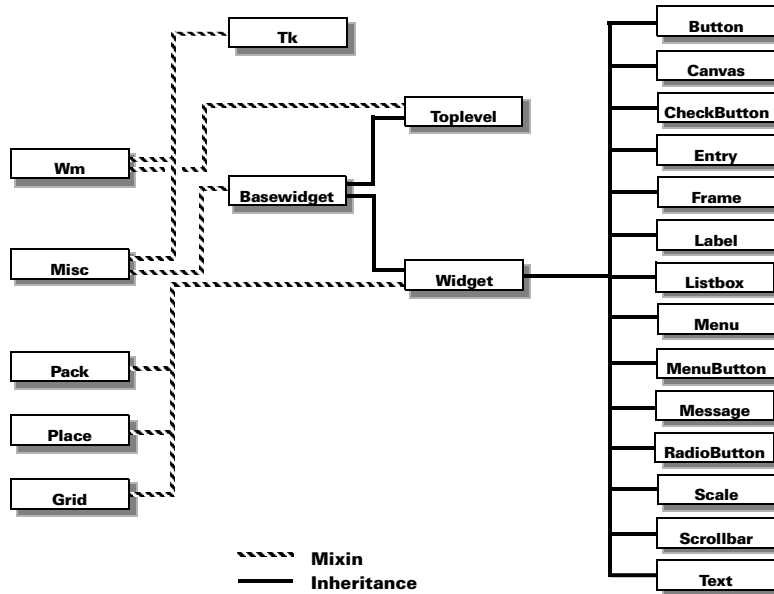 Tk
Wm
Misc
Pack
Place
Grid
Basewidget
Toplevel
Widget
Button
Canvas
CheckButton
Entry
Frame
Label
Listbox
Menu
MenuButton
Message
RadioButton
Scale
Scrollbar
Text
Mixin
Inheritance